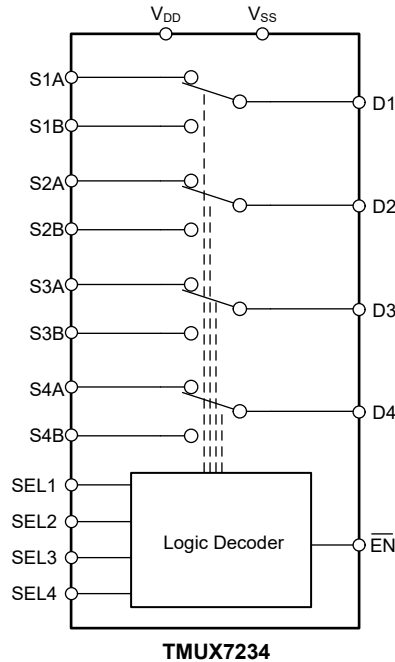 VDD VSS
S1A
D1
S1B
S2A
D2
S2B
S3A
D3
S3B
S4A
D4
S4B
SEL1
SEL2
Logic Decoder
EN
SEL3
SEL4
TMUX7234